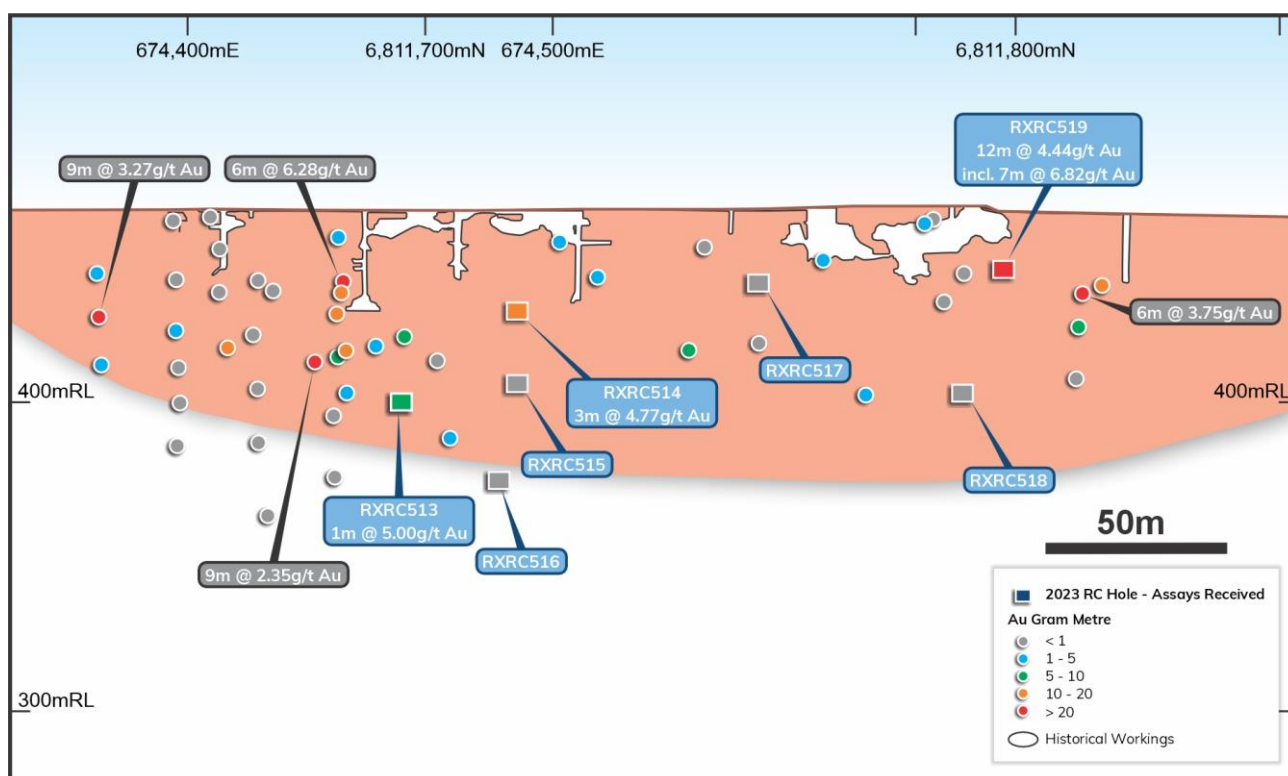 674,400mE
6,811,700mN
674,500mE
6,811,800mN
RXRC519
12m @ 4.44g/t Au
incl. 7m @ 6.82g/t Au
9m @ 3.27g/t Au
6m @ 6.28g/t Au
6m @ 3.75g/t Au
RXRC517
400mRL
400mRL
RXRC514
3m @ 4.77g/t Au
RXRC515
RXRC518
RXRC513
1m @ 5.00g/t Au
RXRC516
9m @ 2.35g/t Au
50m
300mRL
2023 RC Hole - Assays Received
Au Gram Metre
< 1
1 - 5
5 - 10
10 - 20
> 20
Historical Workings